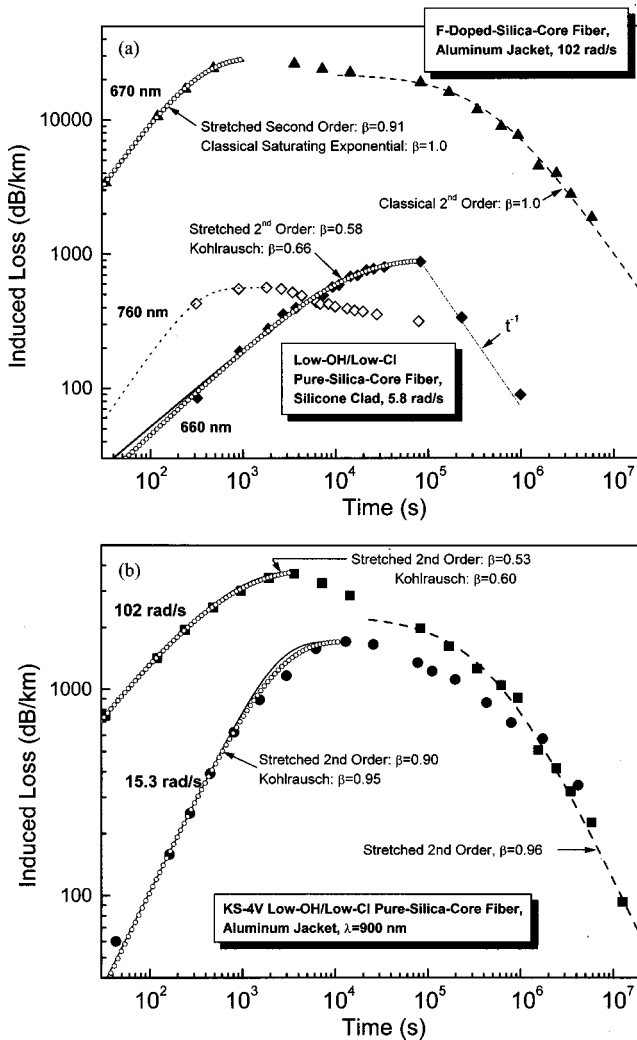 (a)
F-Doped-Silica-Core Fiber,
Aluminum Jacket, 102 rad/s
670 nm
Stretched Second Order: β=0.91
Classical Saturating Exponential: β=1.0
Classical 2nd Order: β=1.0
Stretched 2nd Order: β=0.58
Kohlrausch: β=0.66
760 nm
t-1
Low-OH/Low-Cl
Pure-Silica-Core Fiber,
Silicone Clad, 5.8 rad/s
660 nm
Induced Loss (dB/km)
10000
1000
100
102 103 104 105 106 107
Time (s)
(b)
Stretched 2nd Order: β=0.53
Kohlrausch: β=0.60
102 rad/s
15.3 rad/s
Stretched 2nd Order: β=0.90
Kohlrausch: β=0.95
Stretched 2nd Order, β=0.96
KS-4V Low-OH/Low-Cl Pure-Silica-Core Fiber,
Aluminum Jacket, λ=900 nm
Induced Loss (dB/km)
1000
100
102 103 104 105 106 107
Time (s)